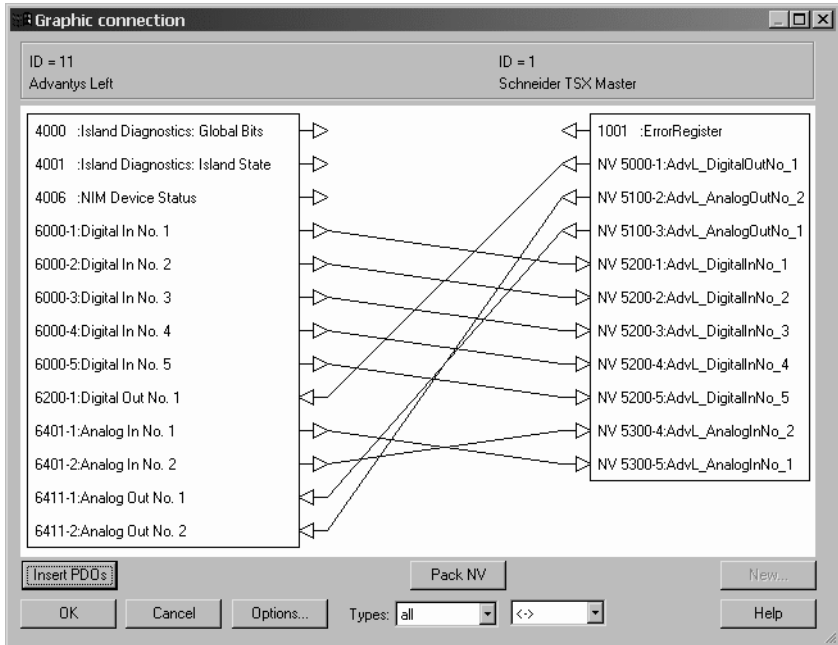 Graphic connection
ID = 11
Advantys Left
ID = 1
Schneider TSX Master
4000 :Island Diagnostics: Global Bits
4001 :Island Diagnostics: Island State
4006 :NIM Device Status
6000-1:Digital In No. 1
6000-2:Digital In No. 2
6000-3:Digital In No. 3
6000-4:Digital In No. 4
6000-5:Digital In No. 5
6200-1:Digital Out No. 1
6401-1:Analog In No. 1
6401-2:Analog In No. 2
6411-1:Analog Out No. 1
6411-2:Analog Out No. 2
1001 :ErrorRegister
NV 5000-1:AdvL_DigitalOutNo_1
NV 5100-2:AdvL_AnalogOutNo_2
NV 5100-3:AdvL_AnalogOutNo_1
NV 5200-1:AdvL_DigitalInNo_1
NV 5200-2:AdvL_DigitalInNo_2
NV 5200-3:AdvL_DigitalInNo_3
NV 5200-4:AdvL_DigitalInNo_4
NV 5200-5:AdvL_DigitalInNo_5
NV 5300-4:AdvL_AnalogInNo_2
NV 5300-5:AdvL_AnalogInNo_1
Insert PDOs
Pack NV
New...
OK
Cancel
Options...
Types: all
<->
Help